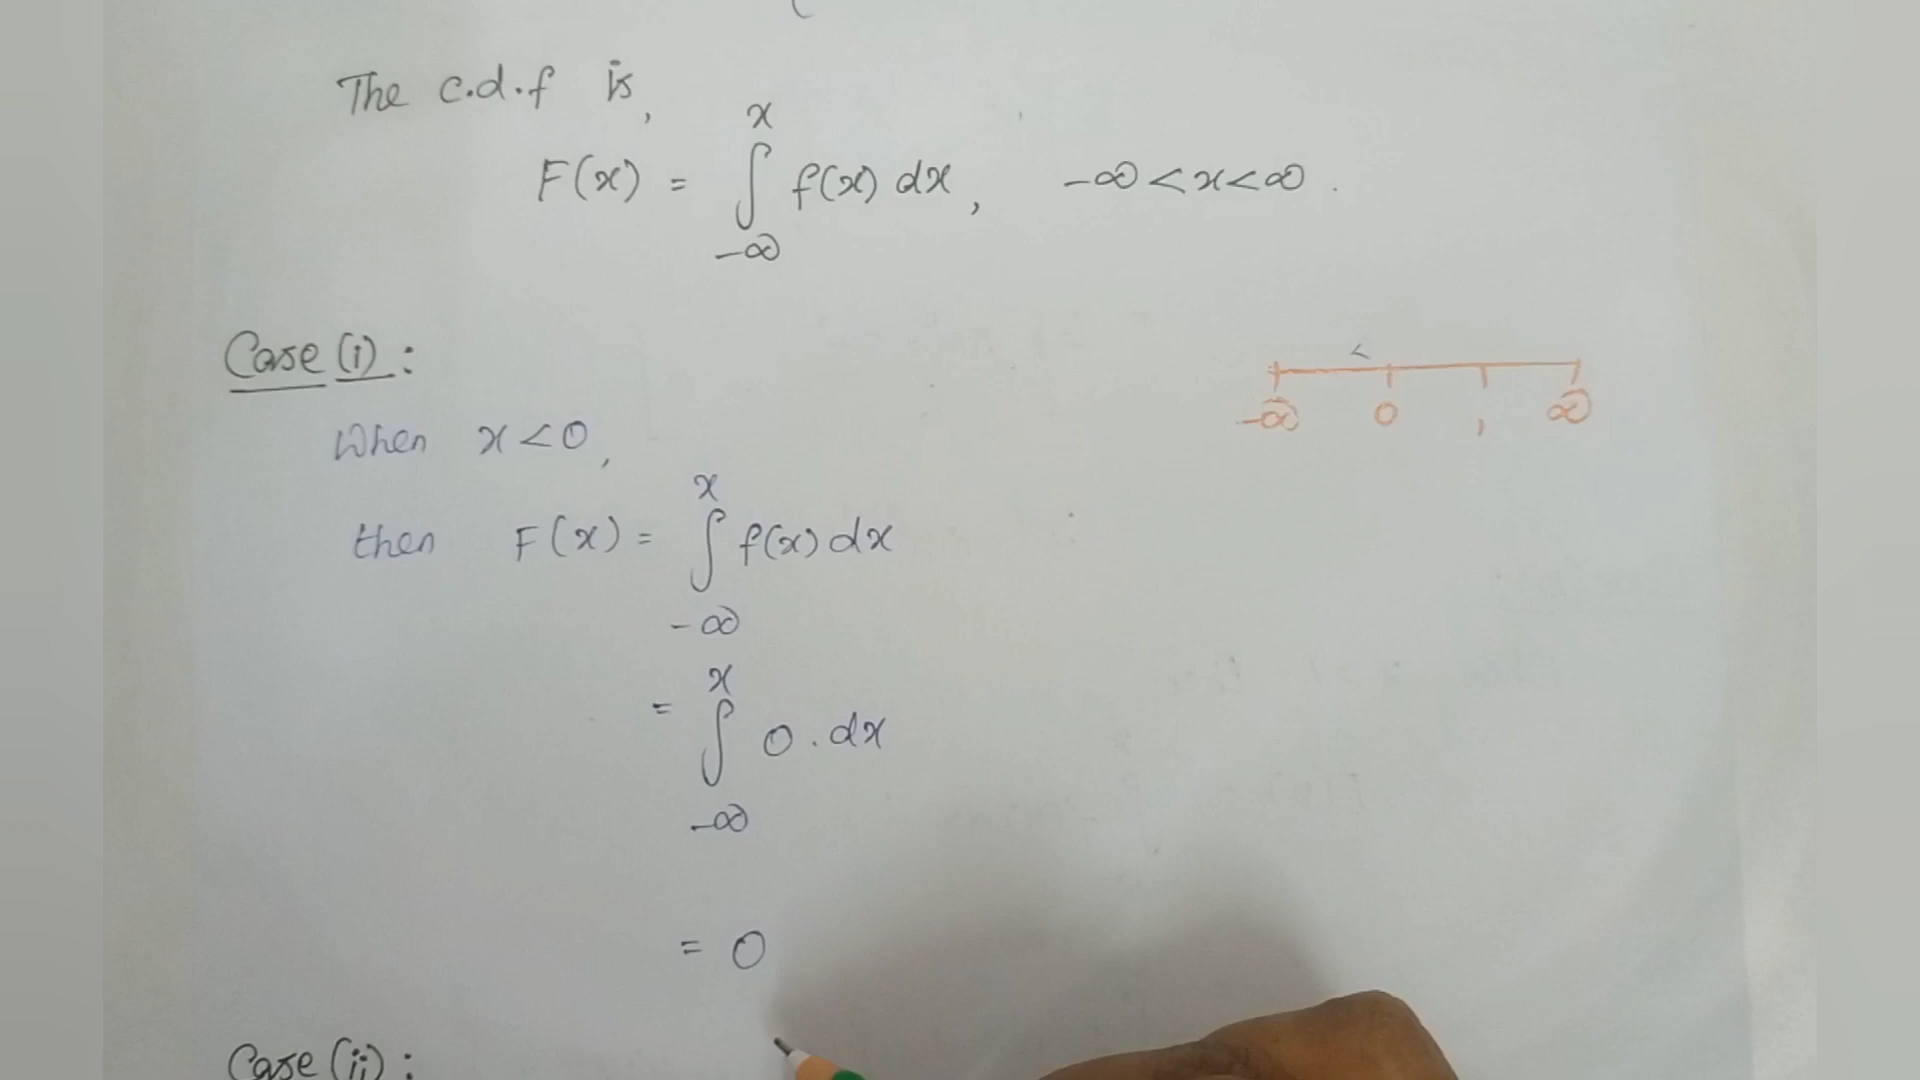 The c.d.f is,
F(x) = ∫_{-∞}^{x} f(x) dx, -∞ < x < ∞.
Case (i):
-∞ 0 1 ∞
<
When x < 0,
then F(x) = ∫_{-∞}^{x} f(x) dx
= ∫_{-∞}^{x} 0 . dx
= 0
Case (ii):